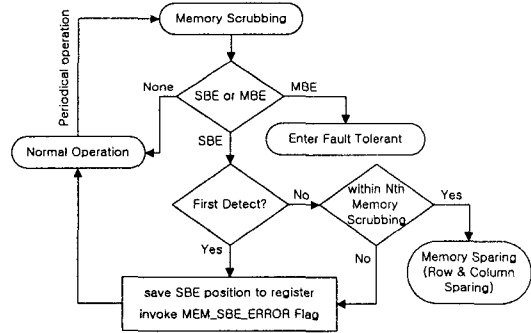 Memory Scrubbing
Periodical operation
None
SBE or MBE
MBE
SBE
Enter Fault Tolerant
Normal Operation
First Detect?
No
within Nth
Memory
Scrubbing
Yes
Yes
No
Memory Sparing
(Row & Column
Sparing)
save SBE position to register
invoke MEM_SBE_ERROR Flag